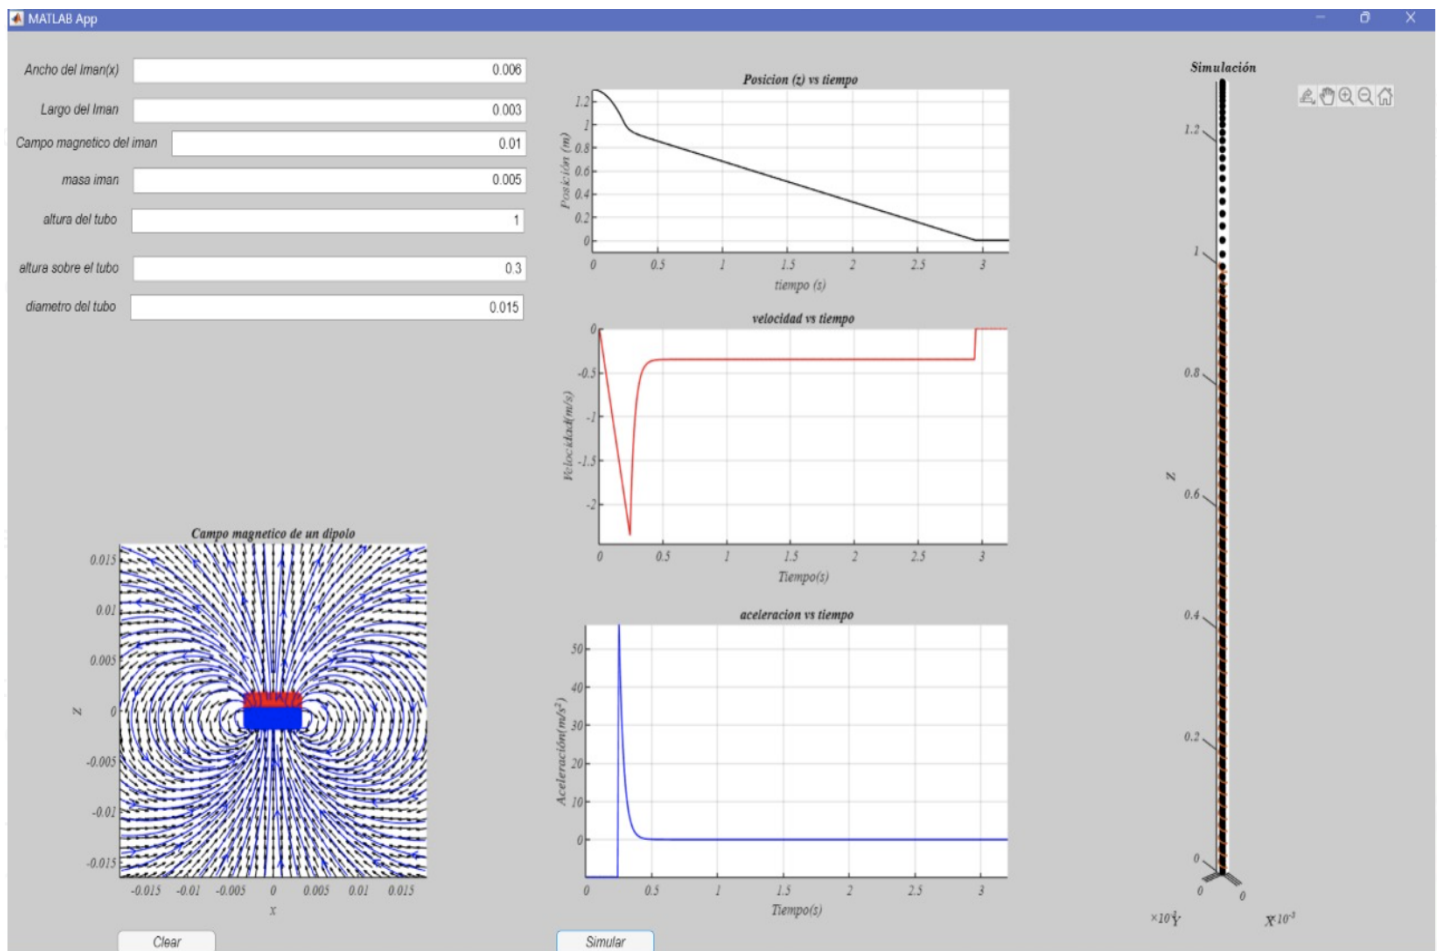 MATLAB App
Ancho del Iman(x) 0.006
Largo del Iman 0.003
Campo magnetico del iman 0.01
masa iman 0.005
altura del tubo 1
altura sobre el tubo 0.3
diametro del tubo 0.015
Campo magnetico de un dipolo
0.015
0.01
0.005
0
-0.005
-0.01
-0.015
Z
-0.015 -0.01 -0.005 0 0.005 0.01 0.015
x
Clear
Posicion (z) vs tiempo
1.2
1
0.8
0.6
0.4
0.2
0
Posición (m)
0 0.5 1 1.5 2 2.5 3
tiempo (s)
velocidad vs tiempo
0
-0.5
-1
-1.5
-2
Velocidad(m/s)
0 0.5 1 1.5 2 2.5 3
Tiempo(s)
aceleracion vs tiempo
50
40
30
20
10
0
Aceleración(m/s²)
0 0.5 1 1.5 2 2.5 3
Tiempo(s)
Simular
Simulación
1.2
1
0.8
0.6
0.4
0.2
0
Z
0 0
Y X